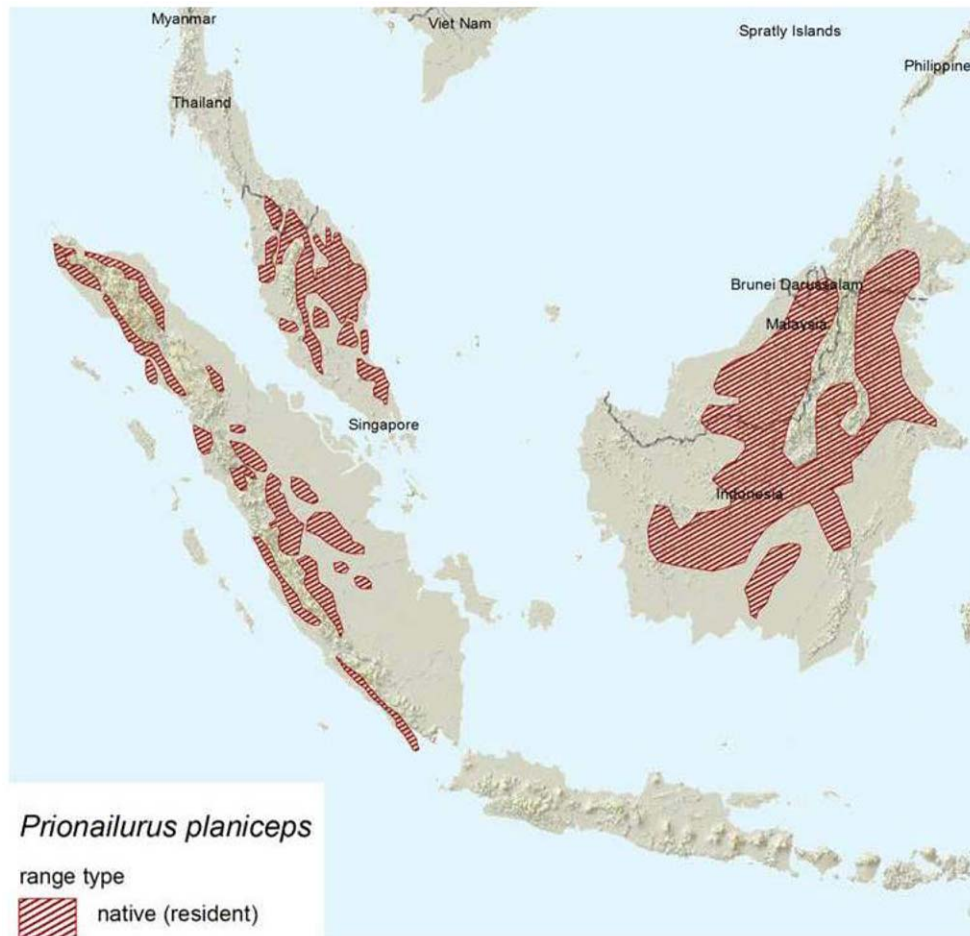 Myanmar
Viet Nam
Spratly Islands
Philippine
Thailand
Brunei Darussalam
Malaysia
Singapore
Indonesia
Prionailurus planiceps
range type
native (resident)